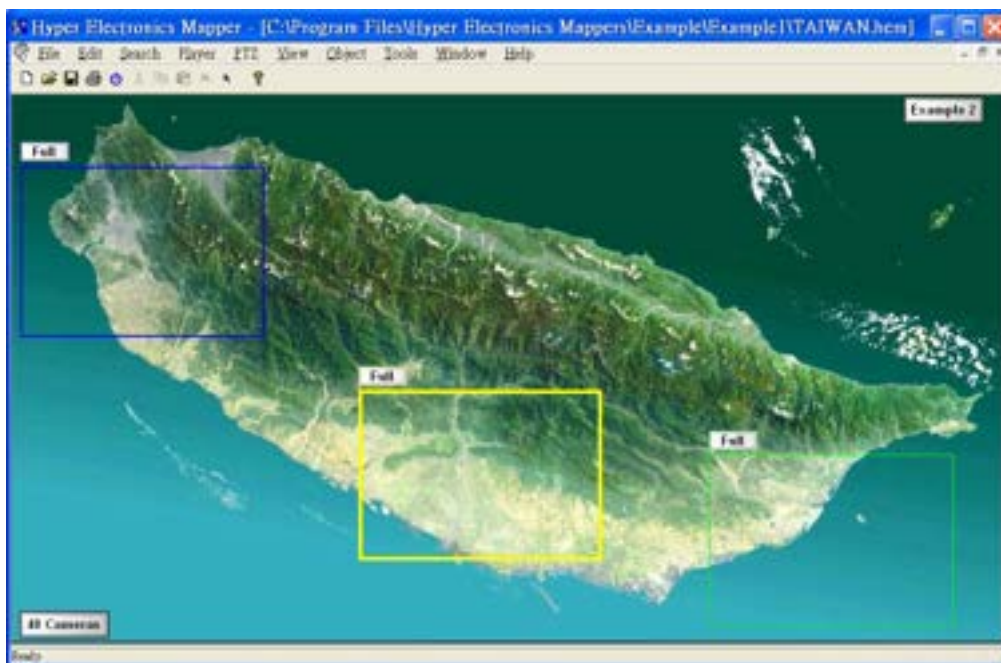 Hyper Electronics Mapper - [C:\Program Files\Hyper Electronics Mappers\Example\Example1\TAIWAN.hem]
File Edit Search Player PTZ View Object Tools Window Help
Example 2
Full
Full
Full
40 Cameras
Ready